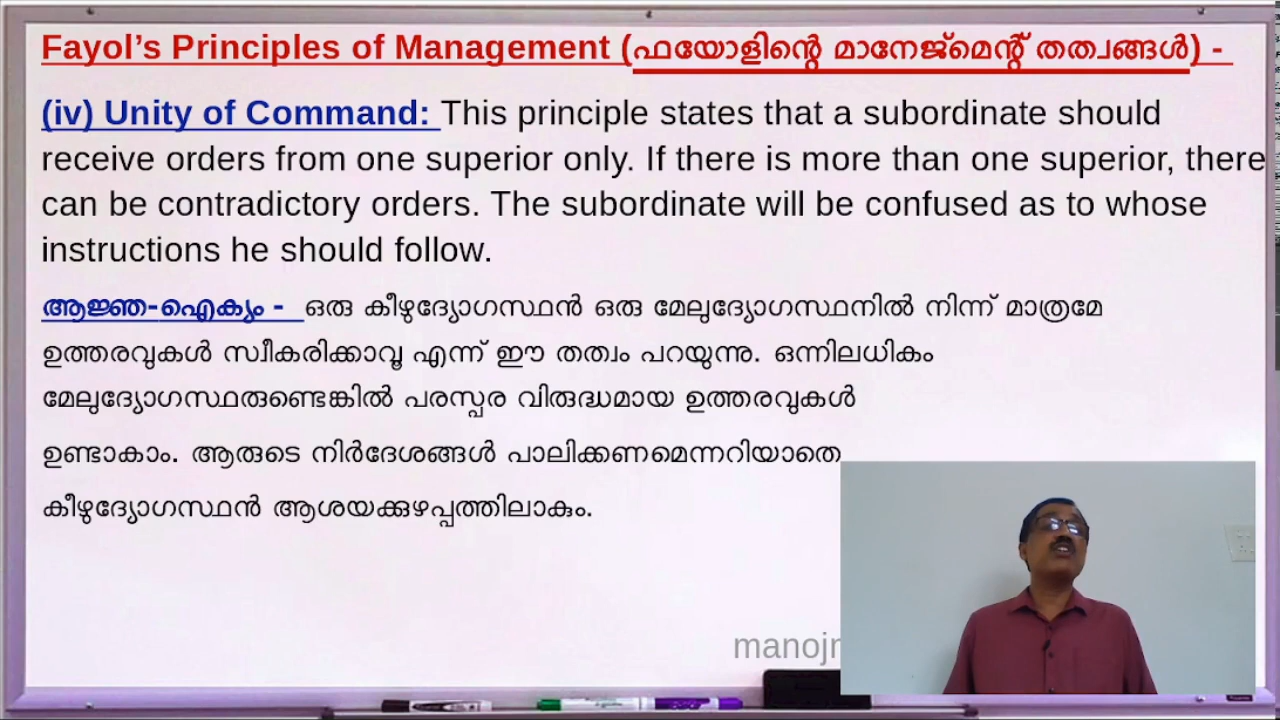 Fayol’s Principles of Management (ഫയോളിന്റെ മാനേജ്മെന്റ് തത്വങ്ങൾ) -
(iv) Unity of Command: This principle states that a subordinate should
receive orders from one superior only. If there is more than one superior, there
can be contradictory orders. The subordinate will be confused as to whose
instructions he should follow.
ആജ്ഞ-ഐക്യം - ഒരു കീഴുദ്യോഗസ്ഥൻ ഒരു മേലുദ്യോഗസ്ഥനിൽ നിന്ന് മാത്രമേ
ഉത്തരവുകൾ സ്വീകരിക്കാവൂ എന്ന് ഈ തത്വം പറയുന്നു. ഒന്നിലധികം
മേലുദ്യോഗസ്ഥരുണ്ടെങ്കിൽ പരസ്പര വിരുദ്ധമായ ഉത്തരവുകൾ
ഉണ്ടാകാം. ആരുടെ നിർദേശങ്ങൾ പാലിക്കണമെന്നറിയാതെ
കീഴുദ്യോഗസ്ഥൻ ആശയക്കുഴപ്പത്തിലാകും.